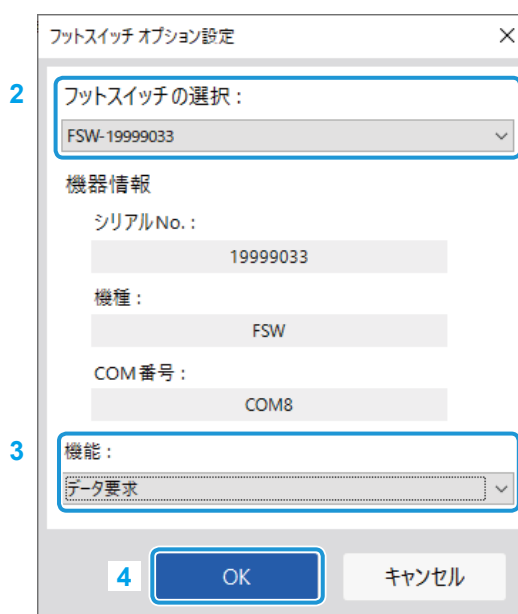 フットスイッチ オプション設定
2
フットスイッチの選択：
FSW-19999033
機器情報
シリアルNo.：
19999033
機種：
FSW
COM番号：
COM8
3
機能：
データ要求
4
OK
キャンセル